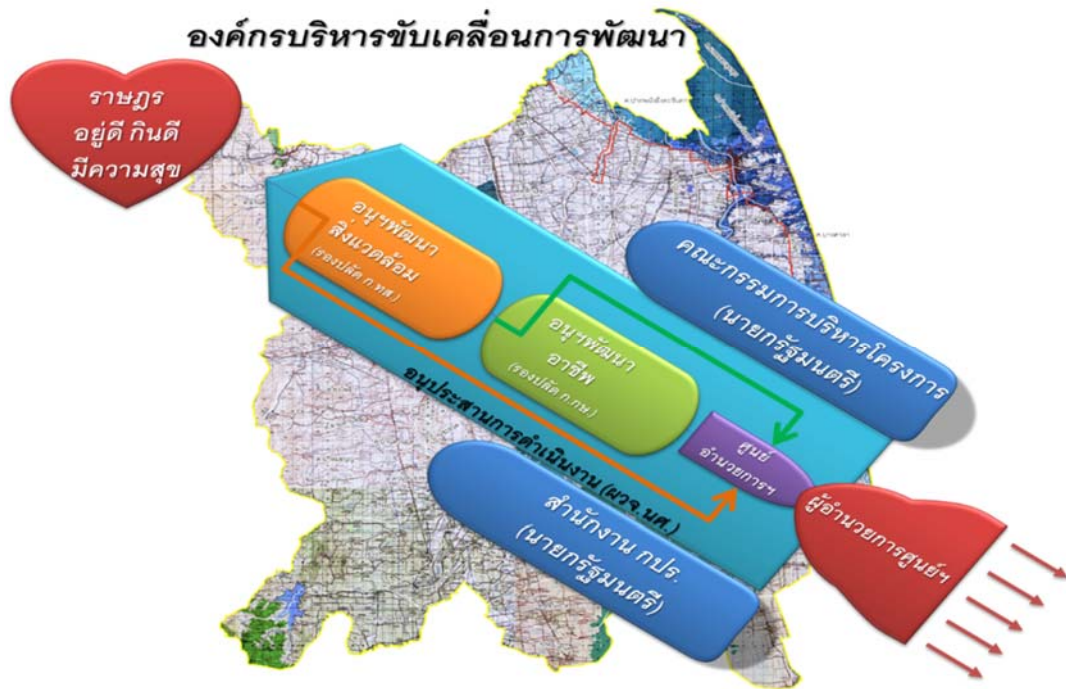 องค์กรบริหารขับเคลื่อนการพัฒนา
ราษฎร
อยู่ดี กินดี
มีความสุข
อนุฯพัฒนา
สิ่งแวดล้อม
(รองปลัด ก.ทส.)
อนุฯพัฒนา
อาชีพ
(รองปลัด ก.กษ.)
คณะกรรมการบริหารโครงการ
(นายกรัฐมนตรี)
อนุประสานการดำเนินงาน (ผวจ.นศ.)
ศูนย์
อำนวยการฯ
สำนักงาน กปร.
(นายกรัฐมนตรี)
ผู้อำนวยการศูนย์ฯ